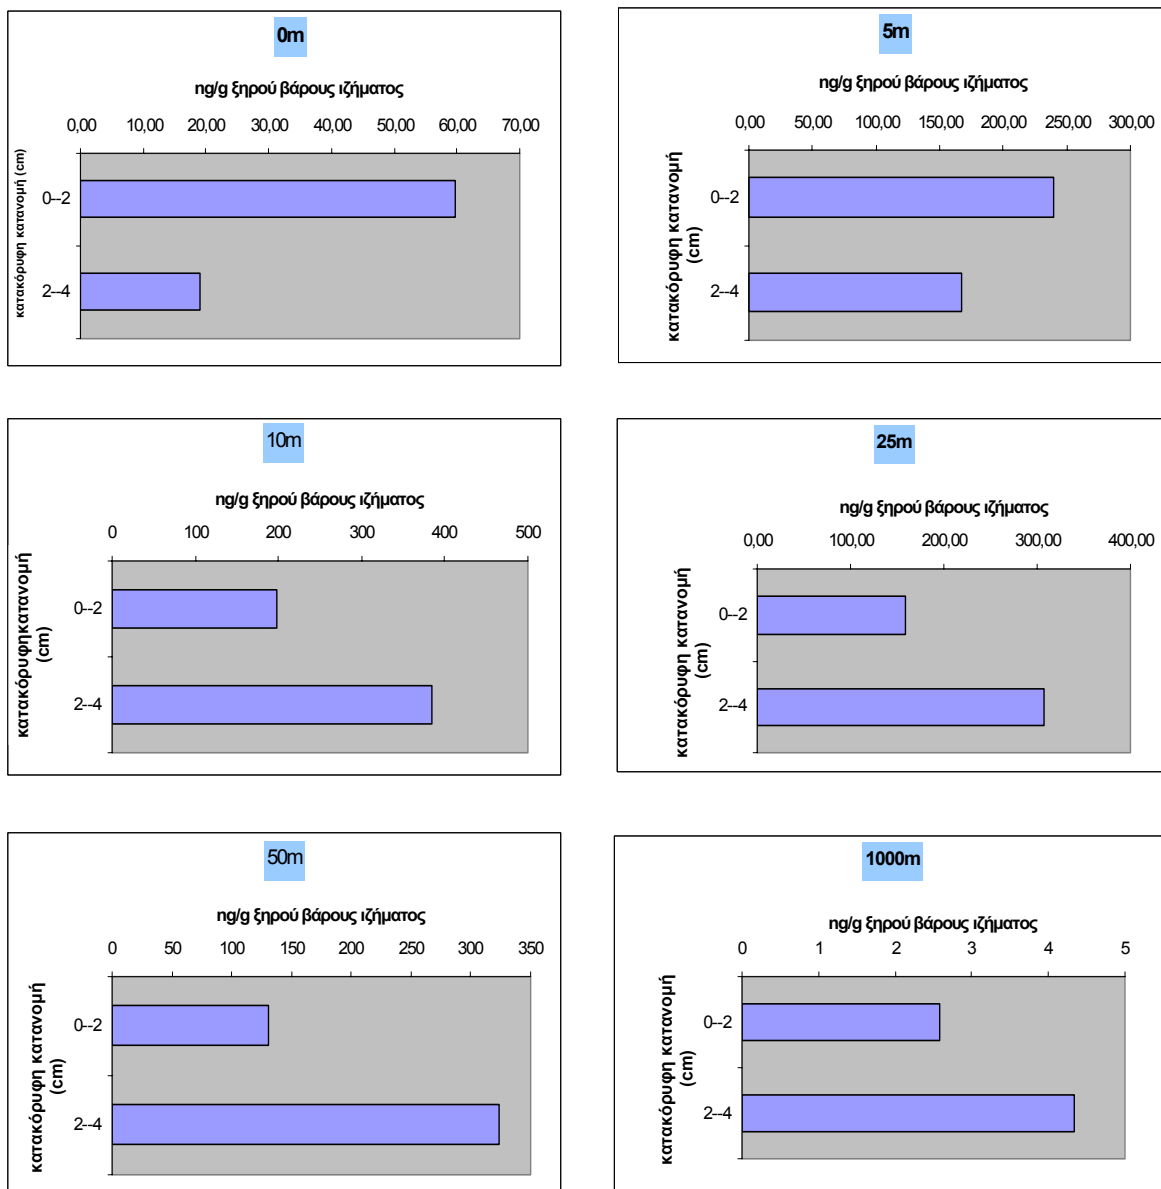 0m
ng/g ξηρού βάρους ιζήματος
0,00 10,00 20,00 30,00 40,00 50,00 60,00 70,00
κατακόρυφη κατανομή (cm)
0--2
2--4
5m
ng/g ξηρού βάρους ιζήματος
0,00 50,00 100,00 150,00 200,00 250,00 300,00
κατακόρυφη κατανομή
(cm)
0--2
2--4
10m
ng/g ξηρού βάρους ιζήματος
0 100 200 300 400 500
κατακόρυφηκατανομή
(cm)
0--2
2--4
25m
ng/g ξηρού βάρους ιζήματος
0,00 100,00 200,00 300,00 400,00
κατακόρυφη κατανομή
(cm)
0--2
2--4
50m
ng/g ξηρού βάρους ιζήματος
0 50 100 150 200 250 300 350
κατακόρυφη κατανομή
(cm)
0--2
2--4
1000m
ng/g ξηρού βάρους ιζήματος
0 1 2 3 4 5
κατακόρυφη κατανομή
(cm)
0--2
2--4